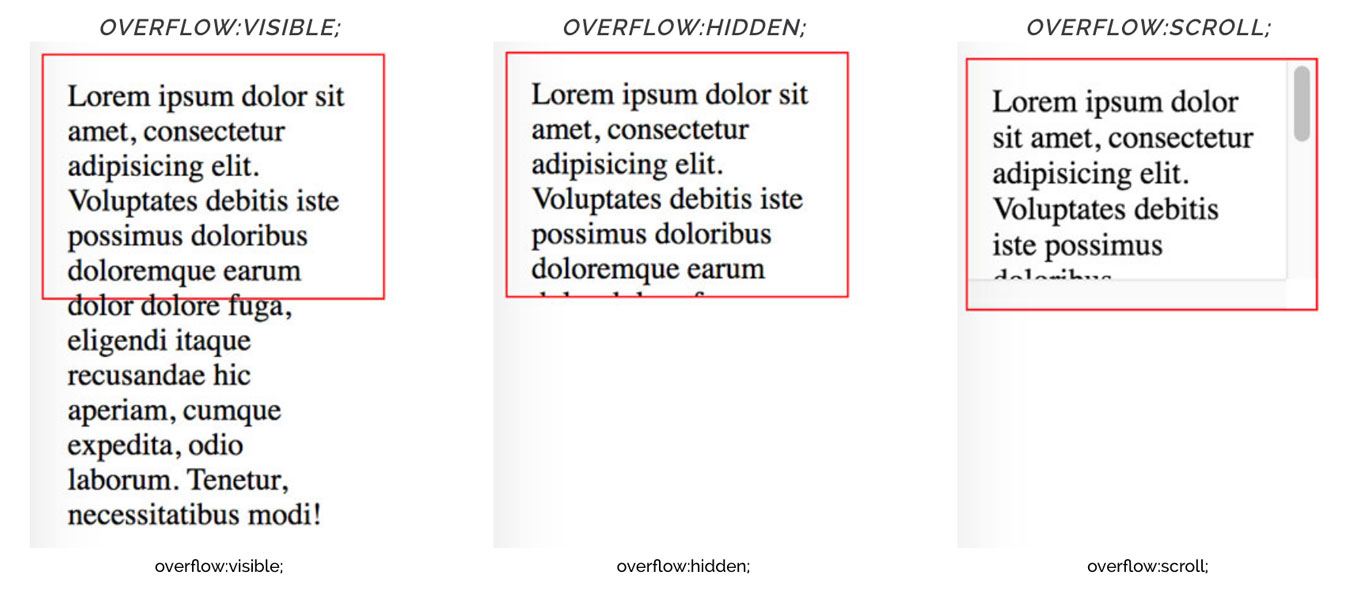 OVERFLOW:VISIBLE;
Lorem ipsum dolor sit
amet, consectetur
adipisicing elit.
Voluptates debitis iste
possimus doloribus
doloremque earum
dolor dolore fuga,
eligendi itaque
recusandae hic
aperiam, cumque
expedita, odio
laborum. Tenetur,
necessitatibus modi!
overflow:visible;
OVERFLOW:HIDDEN;
Lorem ipsum dolor sit
amet, consectetur
adipisicing elit.
Voluptates debitis iste
possimus doloribus
doloremque earum
overflow:hidden;
OVERFLOW:SCROLL;
Lorem ipsum dolor
sit amet, consectetur
adipisicing elit.
Voluptates debitis
iste possimus
doloribus
overflow:scroll;